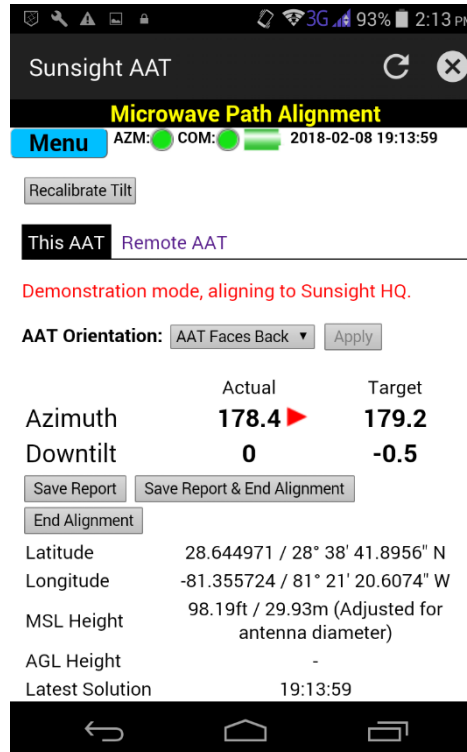 3G 93% 2:13 PM
Sunsight AAT
Microwave Path Alignment
Menu AZM: COM: 2018-02-08 19:13:59
Recalibrate Tilt
This AAT Remote AAT
Demonstration mode, aligning to Sunsight HQ.
AAT Orientation: AAT Faces Back Apply
Actual Target
Azimuth 178.4 179.2
Downtilt 0 -0.5
Save Report Save Report & End Alignment
End Alignment
Latitude 28.644971 / 28° 38' 41.8956" N
Longitude -81.355724 / 81° 21' 20.6074" W
MSL Height 98.19ft / 29.93m (Adjusted for
antenna diameter)
AGL Height -
Latest Solution 19:13:59